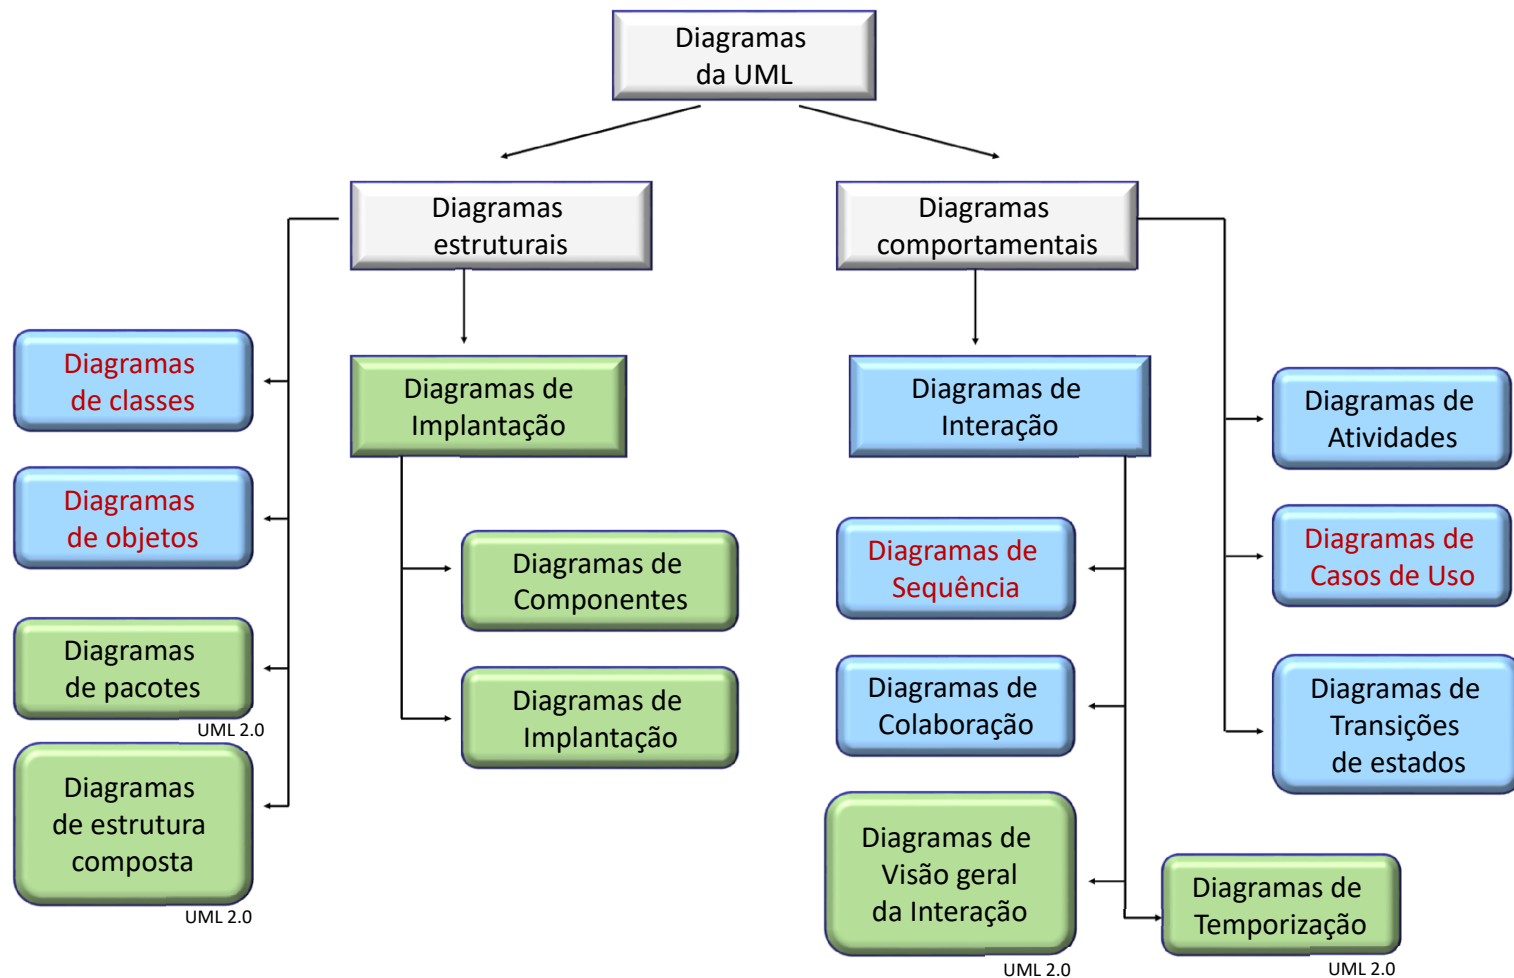 Diagramas
da UML
Diagramas
estruturais
Diagramas
comportamentais
Diagramas
de classes
Diagramas de
Implantação
Diagramas de
Interação
Diagramas de
Atividades
Diagramas
de objetos
Diagramas de
Componentes
Diagramas de
Sequência
Diagramas de
Casos de Uso
Diagramas
de pacotes
UML 2.0
Diagramas de
Implantação
Diagramas de
Colaboração
Diagramas de
Transições
de estados
Diagramas
de estrutura
composta
UML 2.0
Diagramas de
Visão geral
da Interação
UML 2.0
Diagramas de
Temporização
UML 2.0